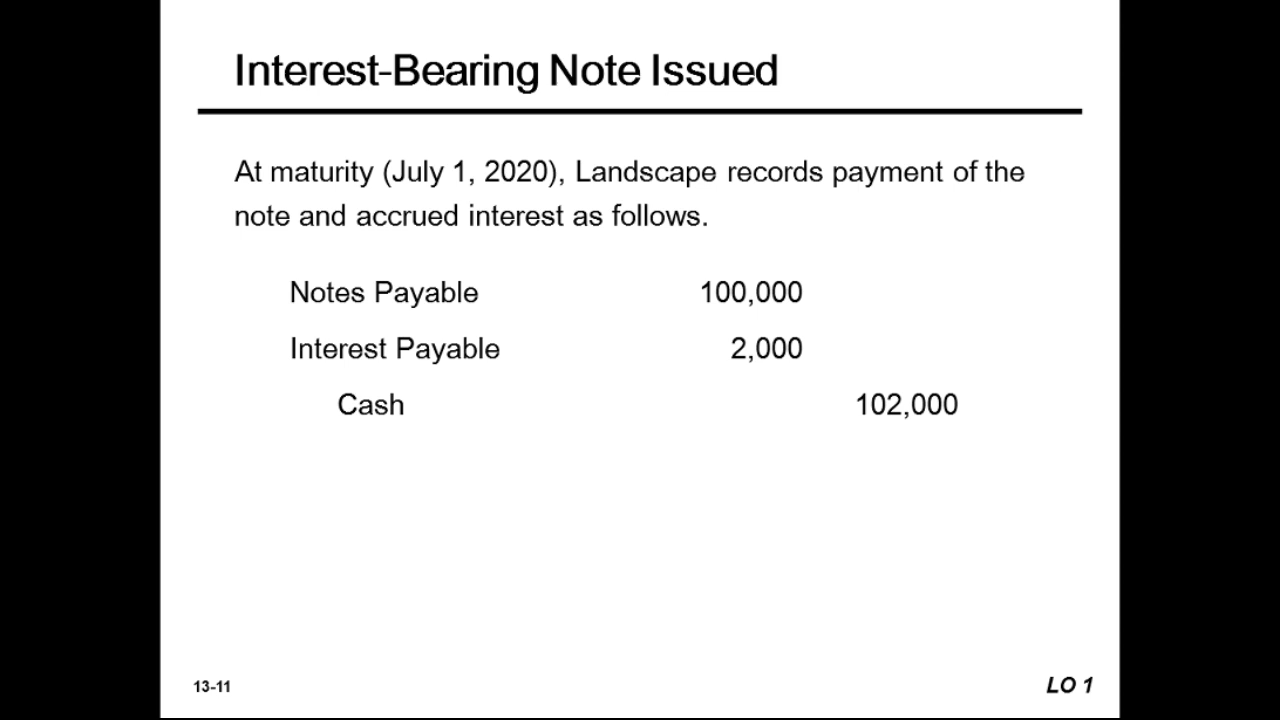 Interest-Bearing Note Issued
At maturity (July 1, 2020), Landscape records payment of the
note and accrued interest as follows.
Notes Payable 100,000
Interest Payable 2,000
Cash 102,000
13-11 LO 1